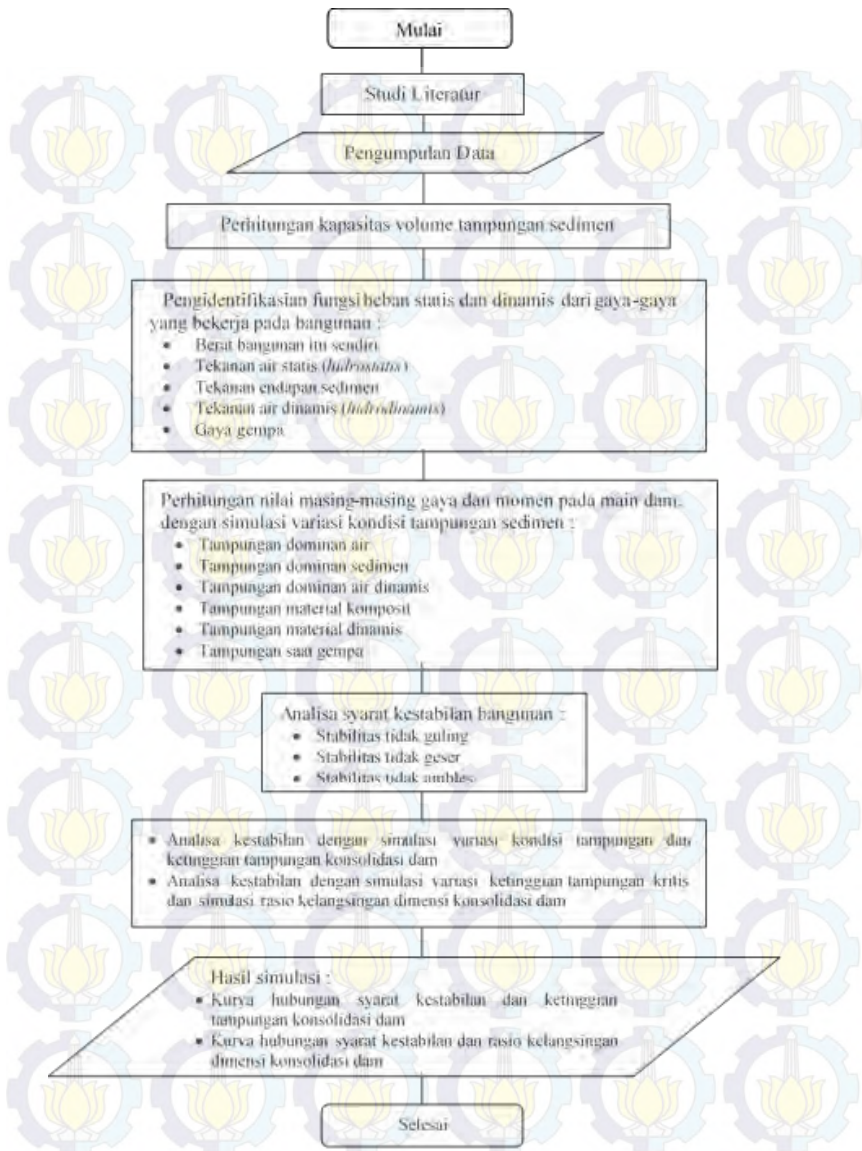 Mulai
Studi Literatur
Pengumpulan Data
Perhitungan kapasitas volume tampungan sedimen
Pengidentifikasian fungsi beban statis dan dinamis dari gaya-gaya
yang bekerja pada bangunan :
• Berat bangunan itu sendiri
• Tekanan air statis (hidrostatis)
• Tekanan endapan sedimen
• Tekanan air dinamis (hidrodinamis)
• Gaya gempa
Perhitungan nilai masing-masing gaya dan momen pada main dam.
dengan simulasi variasi kondisi tampungan sedimen :
• Tampungan dominan air
• Tampungan dominan sedimen
• Tampungan dominan air dinamis
• Tampungan material komposit
• Tampungan material dinamis
• Tampungan saat gempa
Analisa syarat kestabilan bangunan :
• Stabilitas tidak guling
• Stabilitas tidak geser
• Stabilitas tidak ambles
• Analisa kestabilan dengan simulasi variasi kondisi tampungan dan
ketinggian tampungan konsolidasi dam
• Analisa kestabilan dengan simulasi variasi ketinggian tampungan kritis
dan simulasi rasio kelangsingan dimensi konsolidasi dam
Hasil simulasi :
• Kurva hubungan syarat kestabilan dan ketinggian
tampungan konsolidasi dam
• Kurva hubungan syarat kestabilan dan rasio kelangsingan
dimensi konsolidasi dam
Selesai